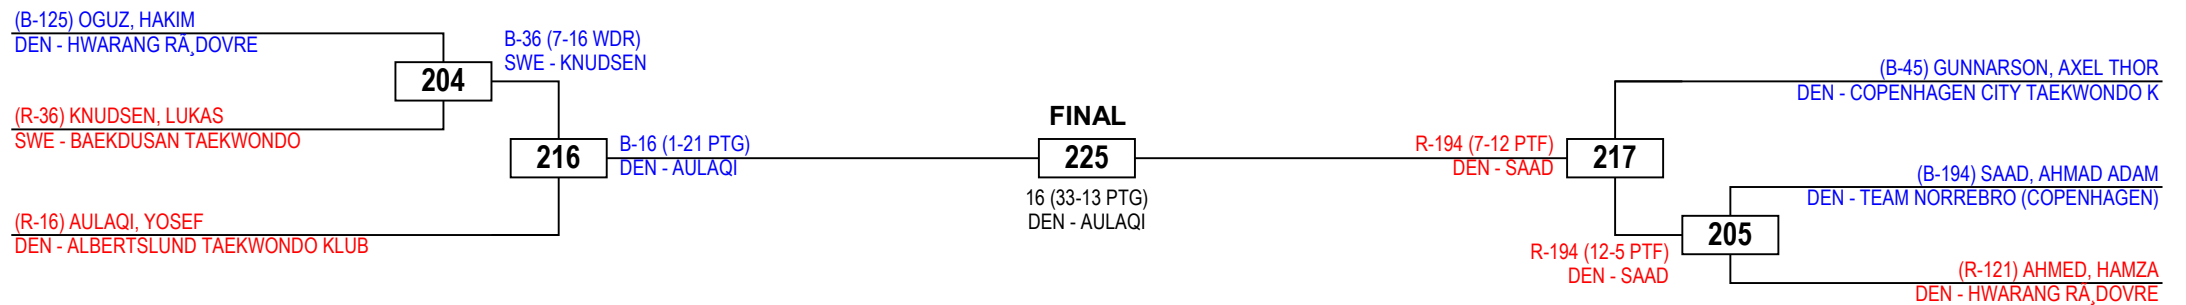 (B-125) OGUZ, HAKIM
DEN - HWARANG RÃ¸DOVRE
B-36 (7-16 WDR)
SWE - KNUDSEN
204
(R-36) KNUDSEN, LUKAS
SWE - BAEKDUSAN TAEKWONDO
216
B-16 (1-21 PTG)
DEN - AULAQI
(R-16) AULAQI, YOSEF
DEN - ALBERTSLUND TAEKWONDO KLUB
FINAL
225
16 (33-13 PTG)
DEN - AULAQI
(B-45) GUNNARSON, AXEL THOR
DEN - COPENHAGEN CITY TAEKWONDO K
R-194 (7-12 PTF)
DEN - SAAD
217
(B-194) SAAD, AHMAD ADAM
DEN - TEAM NORREBRO (COPENHAGEN)
205
R-194 (12-5 PTF)
DEN - SAAD
(R-121) AHMED, HAMZA
DEN - HWARANG RÃ¸DOVRE